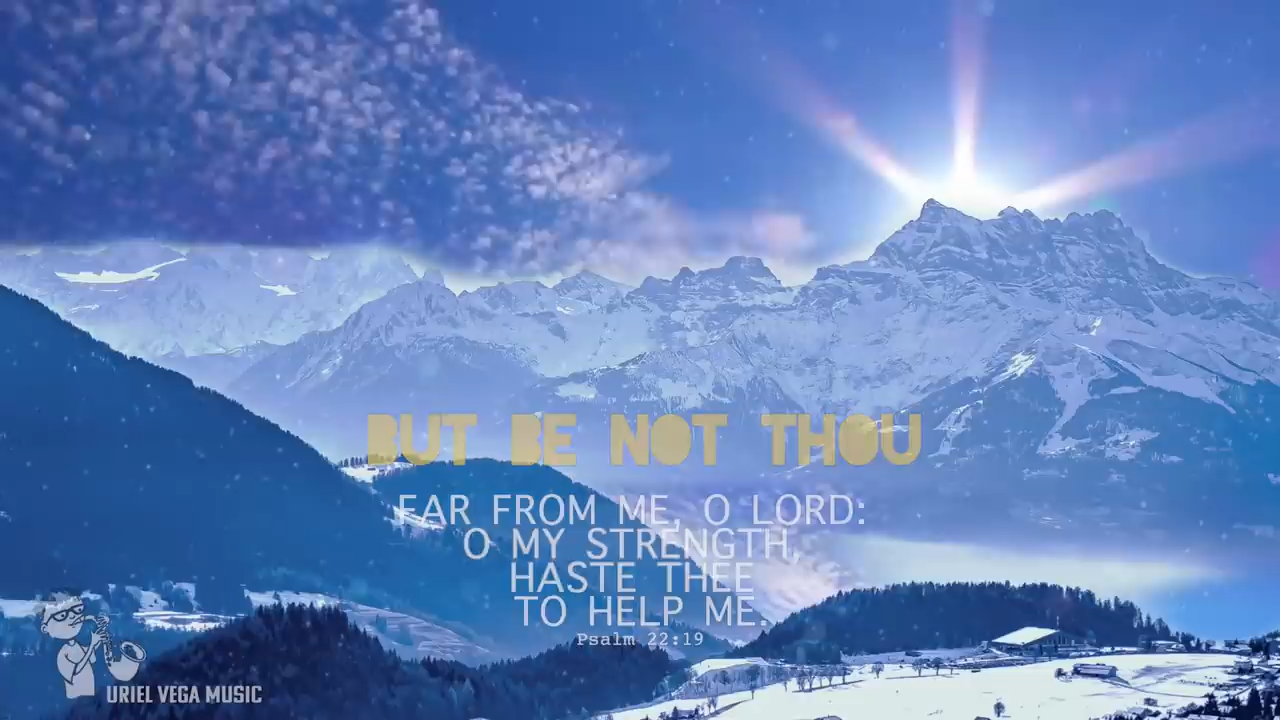 BUT BE NOT THOU
FAR FROM ME, O LORD:
O MY STRENGTH,
HASTE THEE
TO HELP ME.
Psalm 22:19
URIEL VEGA MUSIC